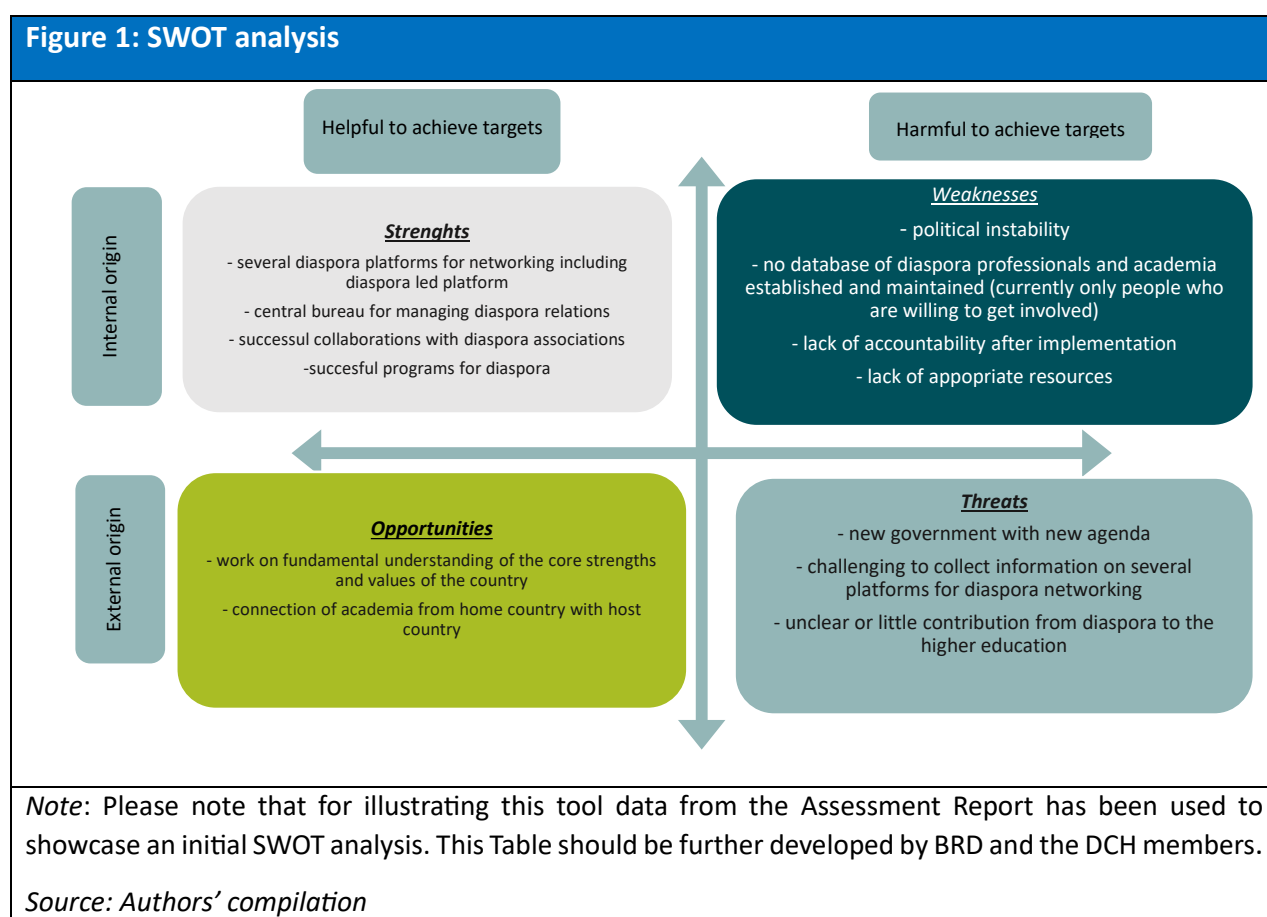 Figure 1: SWOT analysis
Helpful to achieve targets
Harmful to achieve targets
Internal origin
Strenghts
- several diaspora platforms for networking including
diaspora led platform
- central bureau for managing diaspora relations
- successul collaborations with diaspora associations
-succesful programs for diaspora
Weaknesses
- political instability
- no database of diaspora professionals and academia
established and maintained (currently only people who
are willing to get involved)
- lack of accountability after implementation
- lack of appopriate resources
External origin
Opportunities
- work on fundamental understanding of the core strengths
and values of the country
- connection of academia from home country with host
country
Threats
- new government with new agenda
- challenging to collect information on several
platforms for diaspora networking
- unclear or little contribution from diaspora to the
higher education
Note: Please note that for illustrating this tool data from the Assessment Report has been used to
showcase an initial SWOT analysis. This Table should be further developed by BRD and the DCH members.
Source: Authors’ compilation